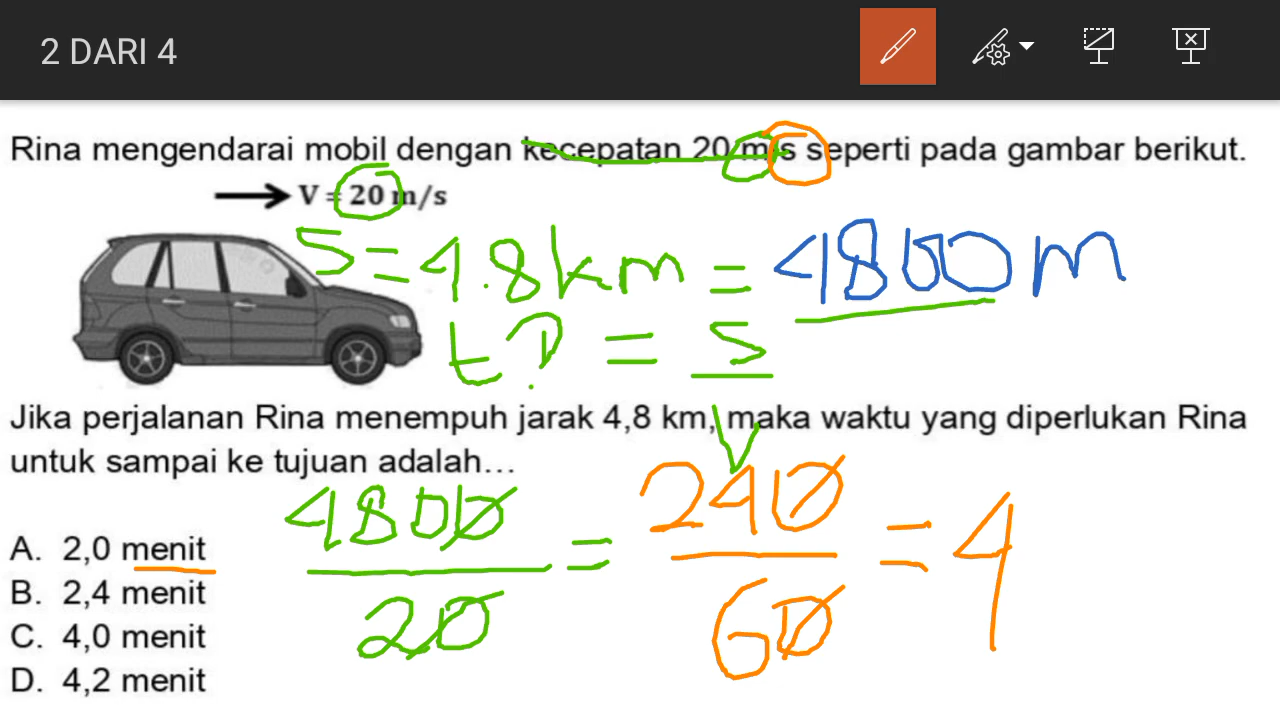 2 DARI 4
Rina mengendarai mobil dengan kecepatan 20 m/s seperti pada gambar berikut.
V = 20 m/s
S = 4.8 km = 4800 m
t? = S
V
Jika perjalanan Rina menempuh jarak 4,8 km, maka waktu yang diperlukan Rina
untuk sampai ke tujuan adalah...
4800 = 240 = 4
20 60
A. 2,0 menit
B. 2,4 menit
C. 4,0 menit
D. 4,2 menit